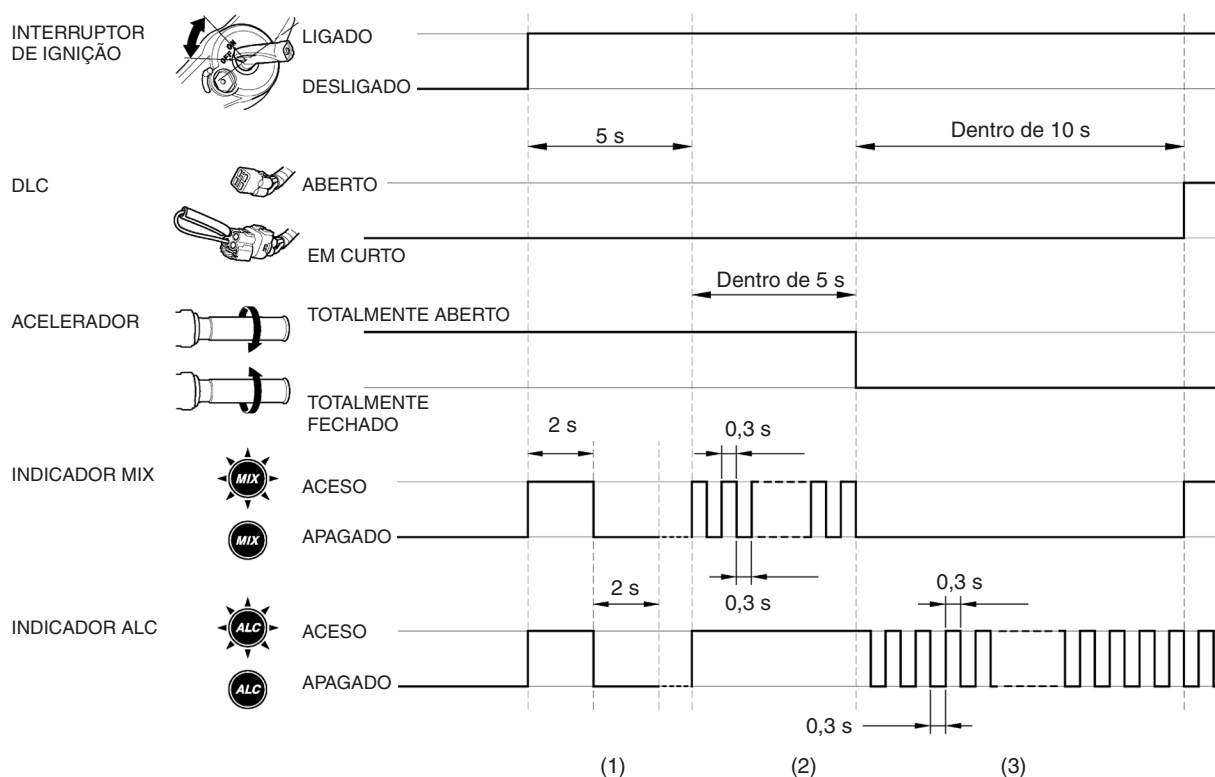 INTERRUPTOR
DE IGNIÇÃO
ON
OFF
LIGADO
DESLIGADO
5 s
Dentro de 10 s
DLC
ABERTO
EM CURTO
Dentro de 5 s
ACELERADOR
TOTALMENTE ABERTO
TOTALMENTE
FECHADO
2 s
0,3 s
INDICADOR MIX
MIX
ACESO
MIX
APAGADO
2 s
0,3 s
0,3 s
INDICADOR ALC
ALC
ACESO
ALC
APAGADO
0,3 s
(1)
(2)
(3)